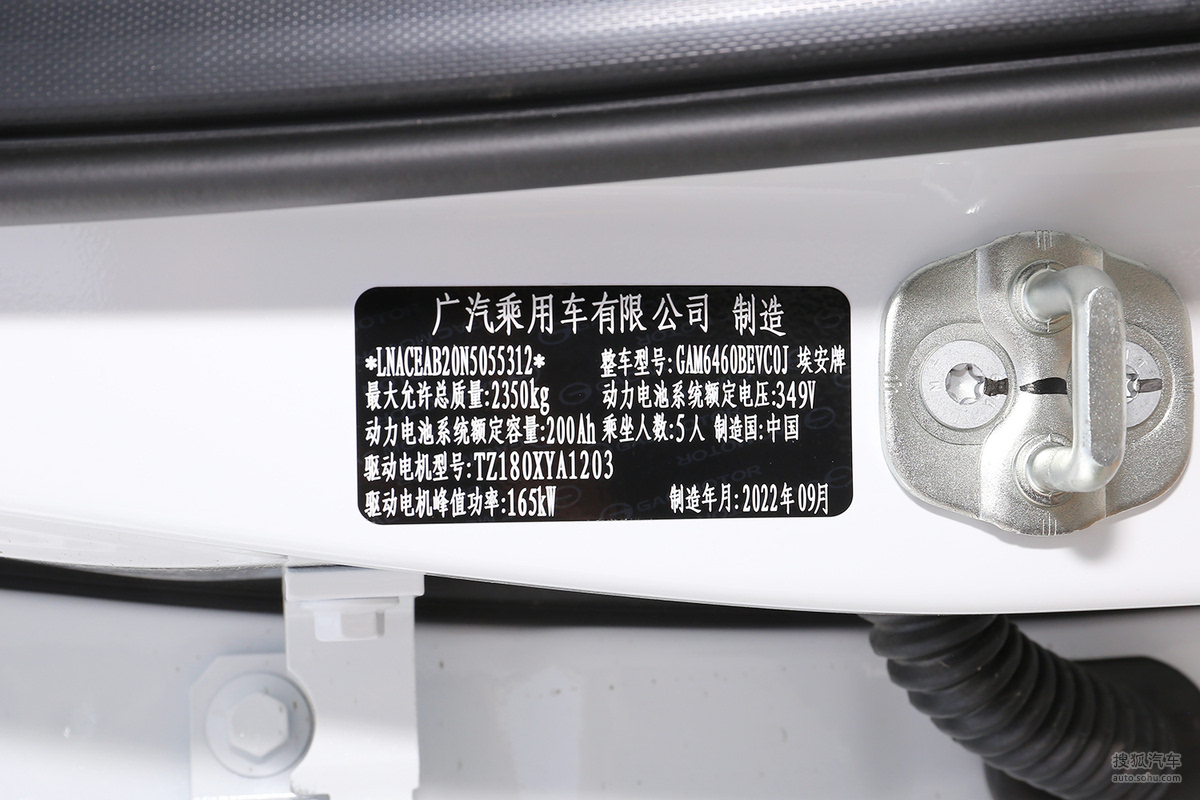 广汽乘用车有限公司 制造
*LNACEAB20N5055312* 整车型号:GAM6460BEVC0J 埃安牌
最大允许总质量:2350kg 动力电池系统额定电压:349V
动力电池系统额定容量:200Ah 乘坐人数:5人 制造国:中国
驱动电机型号:TZ180XYA1203
驱动电机峰值功率:165kW 制造年月:2022年09月
搜狐汽车
auto.sohu.com